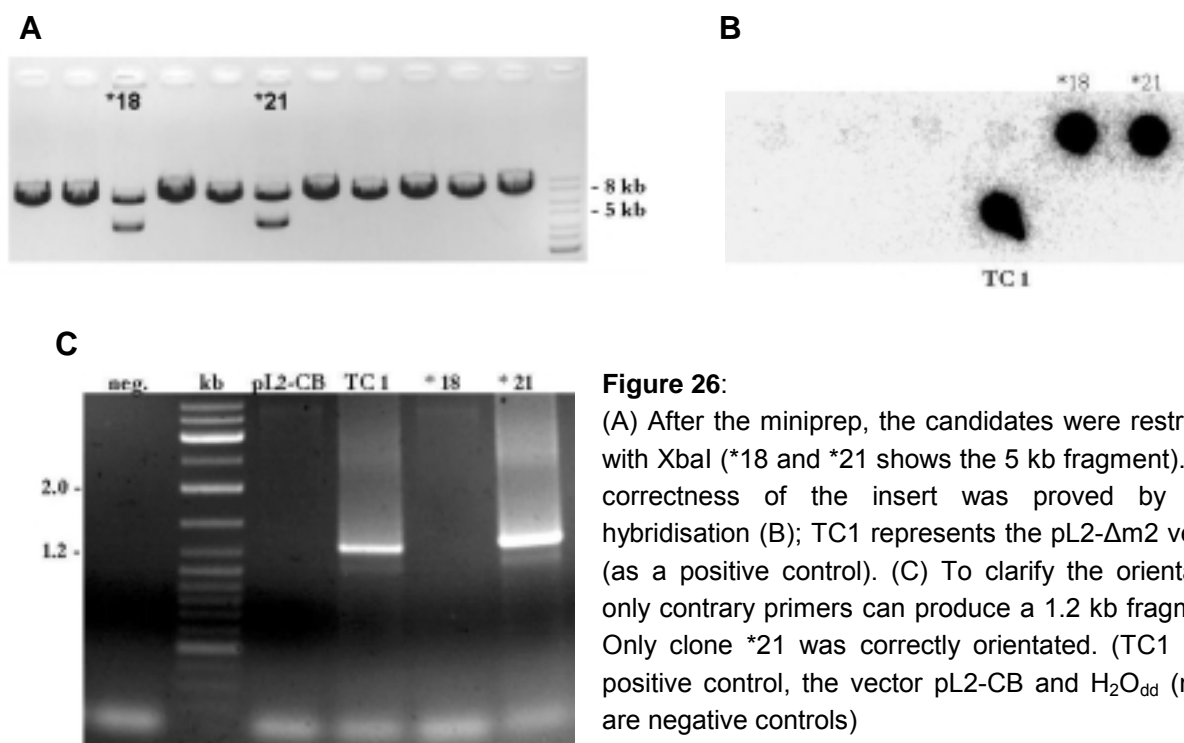 A
B
*18
*21
- 8 kb
- 5 kb
*18
*21
TC 1
C
neg. kb pL2-CB TC 1 * 18 * 21
2.0 -
1.2 -
Figure 26:
(A) After the miniprep, the candidates were restr
with XbaI (*18 and *21 shows the 5 kb fragment).
correctness of the insert was proved by
hybridisation (B); TC1 represents the pL2-Δm2 ve
(as a positive control). (C) To clarify the orienta
only contrary primers can produce a 1.2 kb fragm
Only clone *21 was correctly orientated. (TC1
positive control, the vector pL2-CB and H2Odd (n
are negative controls)